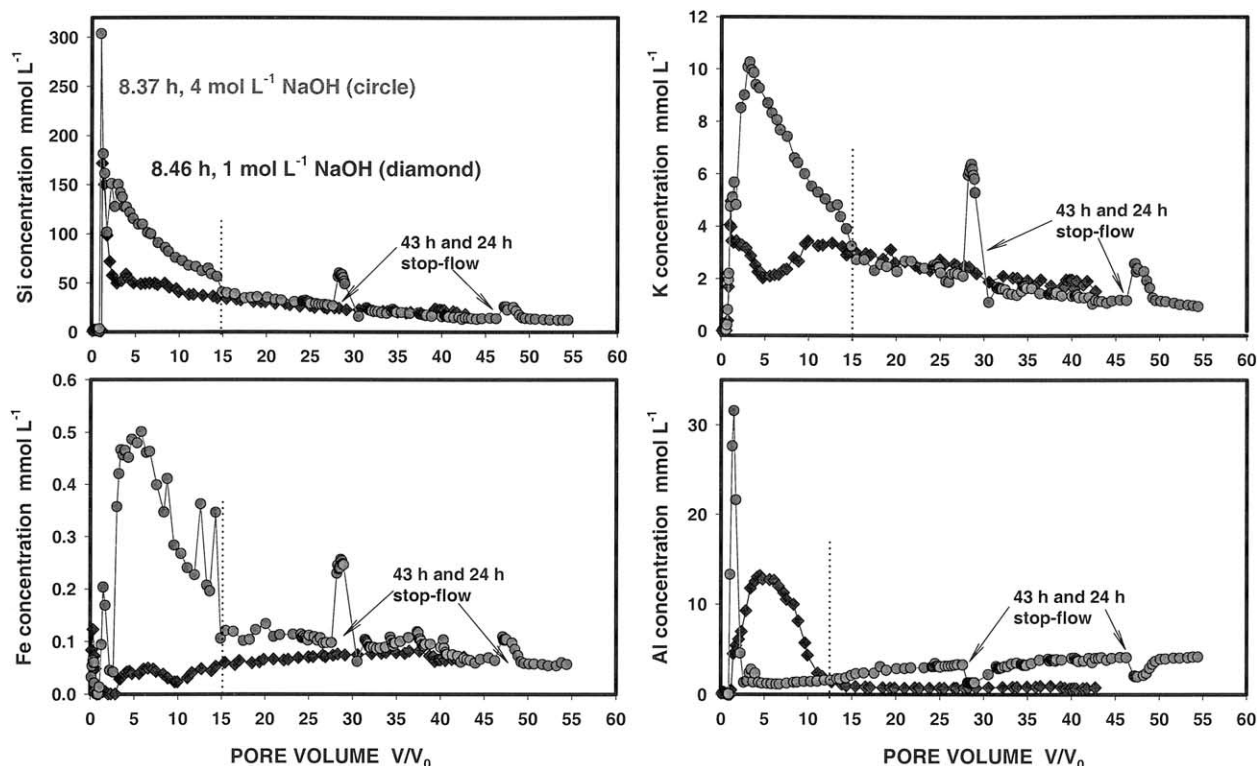 Si concentration mmol L⁻¹
300
250
200
150
100
50
0
8.37 h, 4 mol L⁻¹ NaOH (circle)
8.46 h, 1 mol L⁻¹ NaOH (diamond)
43 h and 24 h
stop-flow
0 5 10 15 20 25 30 35 40 45 50 55 60
K concentration mmol L⁻¹
12
10
8
6
4
2
0
43 h and 24 h
stop-flow
0 5 10 15 20 25 30 35 40 45 50 55 60
Fe concentration mmol L⁻¹
0.6
0.5
0.4
0.3
0.2
0.1
0.0
43 h and 24 h
stop-flow
0 5 10 15 20 25 30 35 40 45 50 55 60
PORE VOLUME V/V₀
Al concentration mmol L⁻¹
30
20
10
0
43 h and 24 h
stop-flow
0 5 10 15 20 25 30 35 40 45 50 55 60
PORE VOLUME V/V₀